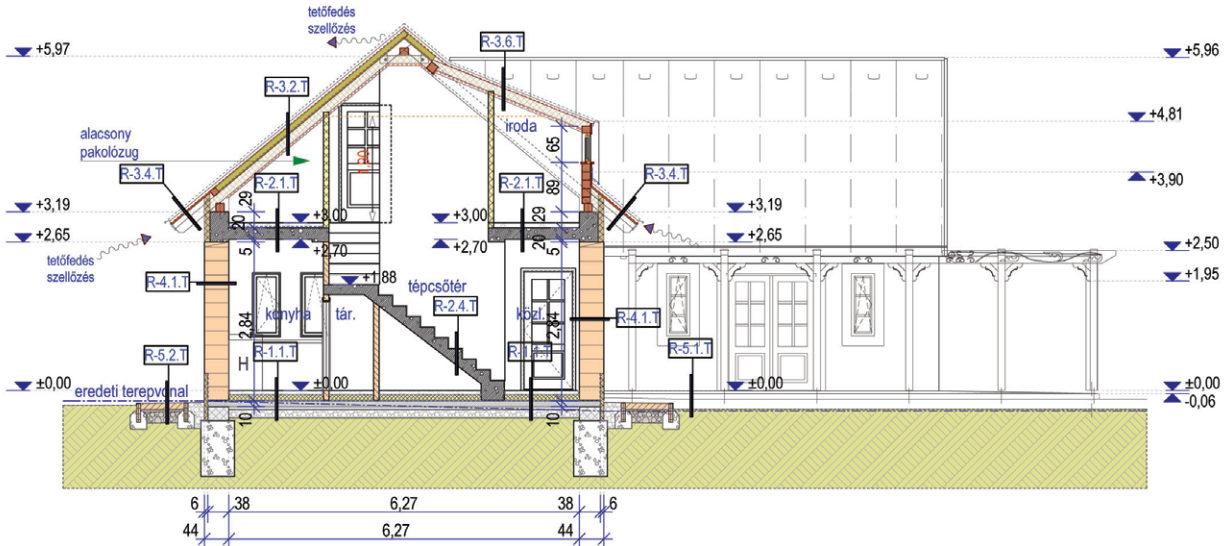 tetőfedés
szellőzés
+5,97
+5,96
R-3.6.T
R-3.2.T
iroda
+4,81
alacsony
pakolózug
65
1,20
R-3.4.T
R-2.1.T
R-2.1.T
R-3.4.T
+3,90
89
29
29
+3,19
+3,00
+3,00
+3,19
20
20
+2,65
+2,70
+2,70
+2,65
+2,50
5
5
tetőfedés
szellőzés
R-4.1.T
+1,88
tépcsőtér
+1,95
konyha
tár.
R-2.4.T
közl.
R-4.1.T
2,84
2,84
R-5.2.T
H
R-1.1.T
R-1.1.T
R-5.1.T
±0,00
±0,00
±0,00
±0,00
eredeti terepvonal
-0,06
10
10
6
38
6,27
38
6
44
6,27
44